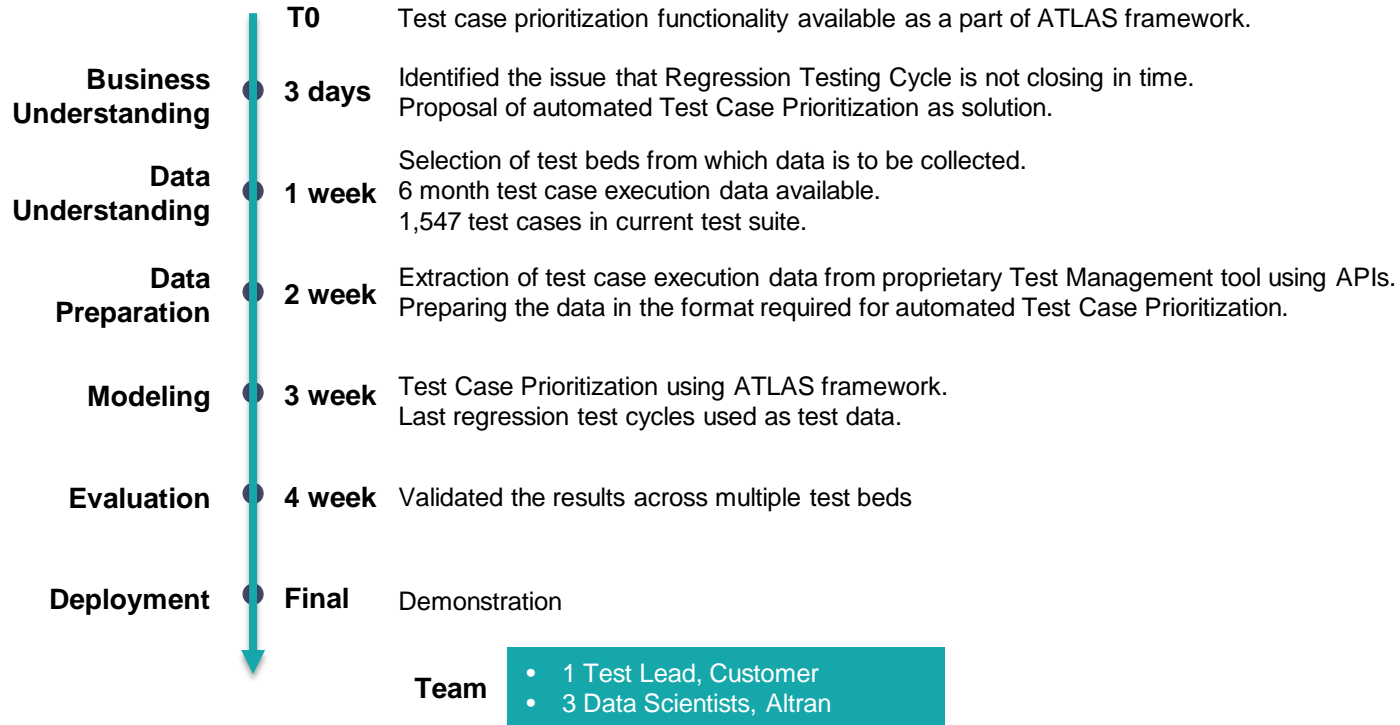 T0
Test case prioritization functionality available as a part of ATLAS framework.
Business
Understanding
3 days
Identified the issue that Regression Testing Cycle is not closing in time.
Proposal of automated Test Case Prioritization as solution.
Data
Understanding
1 week
Selection of test beds from which data is to be collected.
6 month test case execution data available.
1,547 test cases in current test suite.
Data
Preparation
2 week
Extraction of test case execution data from proprietary Test Management tool using APIs.
Preparing the data in the format required for automated Test Case Prioritization.
Modeling
3 week
Test Case Prioritization using ATLAS framework.
Last regression test cycles used as test data.
Evaluation
4 week
Validated the results across multiple test beds
Deployment
Final
Demonstration
Team
• 1 Test Lead, Customer
• 3 Data Scientists, Altran